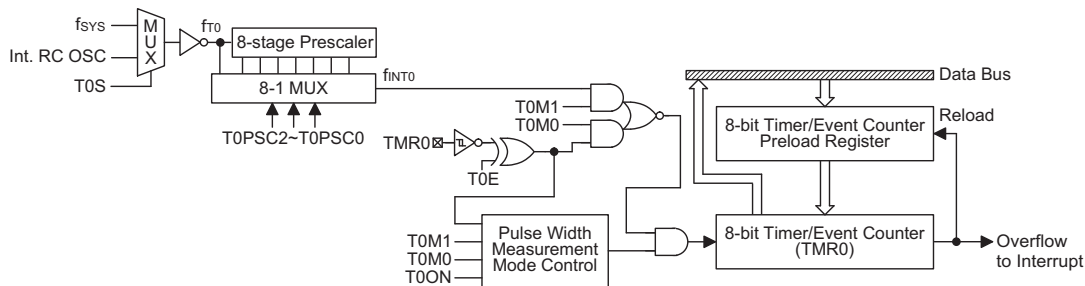 fSYS
Int. RC OSC
T0S
M
U
X
fT0
8-stage Prescaler
8-1 MUX
T0PSC2~T0PSC0
fINT0
T0M1
T0M0
TMR0
T0E
T0M1
T0M0
T0ON
Pulse Width
Measurement
Mode Control
Data Bus
8-bit Timer/Event Counter
Preload Register
Reload
8-bit Timer/Event Counter
(TMR0)
Overflow
to Interrupt